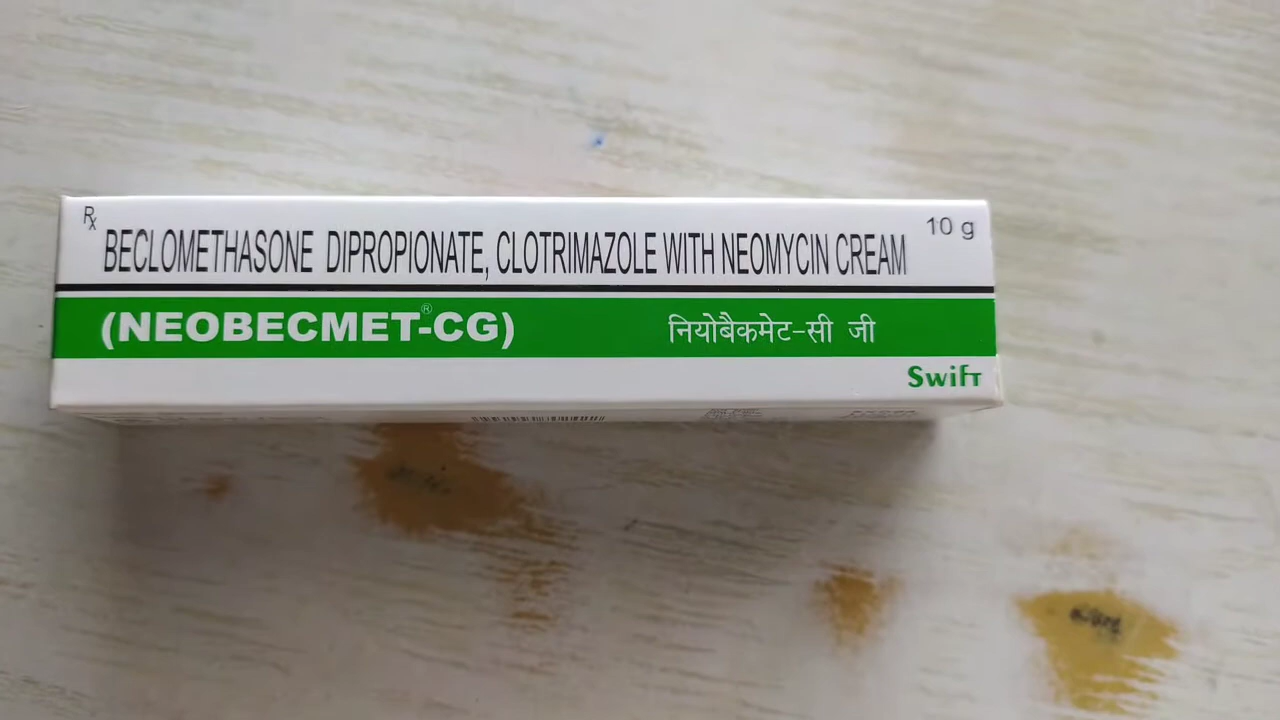 Rx
10 g
BECLOMETHASONE DIPROPIONATE, CLOTRIMAZOLE WITH NEOMYCIN CREAM
(NEOBECMET®-CG) नियोबैकमेट-सी जी
Swift